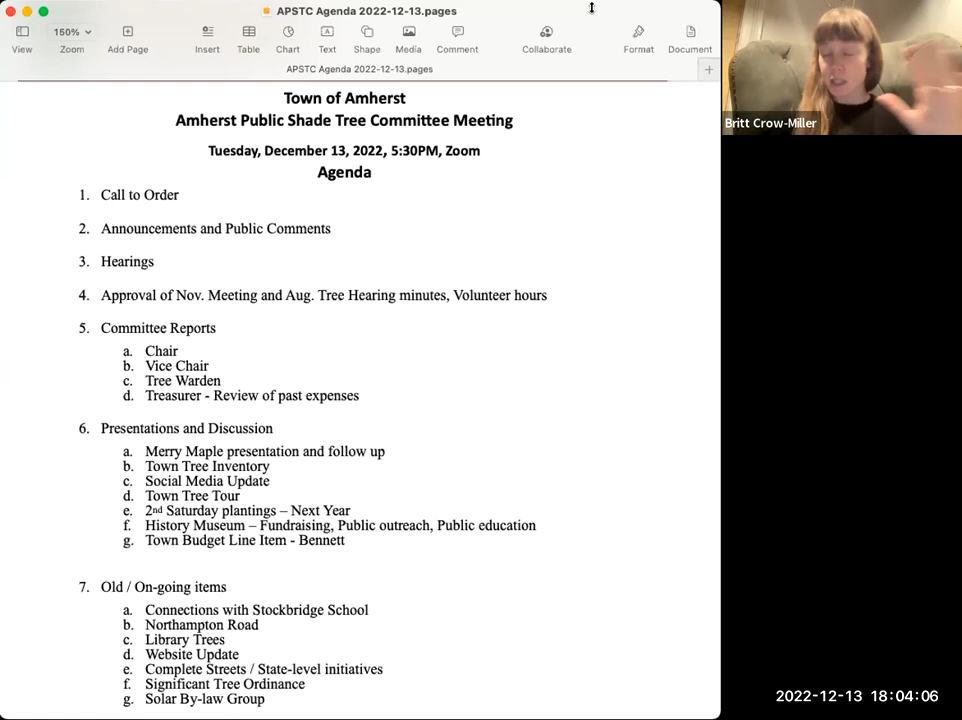 APSTC Agenda 2022-12-13.pages
150%
View
Zoom
Add Page
Insert
Table
Chart
Text
Shape
Media
Comment
Collaborate
Format
Document
APSTC Agenda 2022-12-13.pages
Town of Amherst
Amherst Public Shade Tree Committee Meeting
Tuesday, December 13, 2022, 5:30PM, Zoom
Agenda
1. Call to Order
2. Announcements and Public Comments
3. Hearings
4. Approval of Nov. Meeting and Aug. Tree Hearing minutes, Volunteer hours
5. Committee Reports
a. Chair
b. Vice Chair
c. Tree Warden
d. Treasurer - Review of past expenses
6. Presentations and Discussion
a. Merry Maple presentation and follow up
b. Town Tree Inventory
c. Social Media Update
d. Town Tree Tour
e. 2nd Saturday plantings – Next Year
f. History Museum – Fundraising, Public outreach, Public education
g. Town Budget Line Item - Bennett
7. Old / On-going items
a. Connections with Stockbridge School
b. Northampton Road
c. Library Trees
d. Website Update
e. Complete Streets / State-level initiatives
f. Significant Tree Ordinance
g. Solar By-law Group
Britt Crow-Miller
2022-12-13 18:04:06